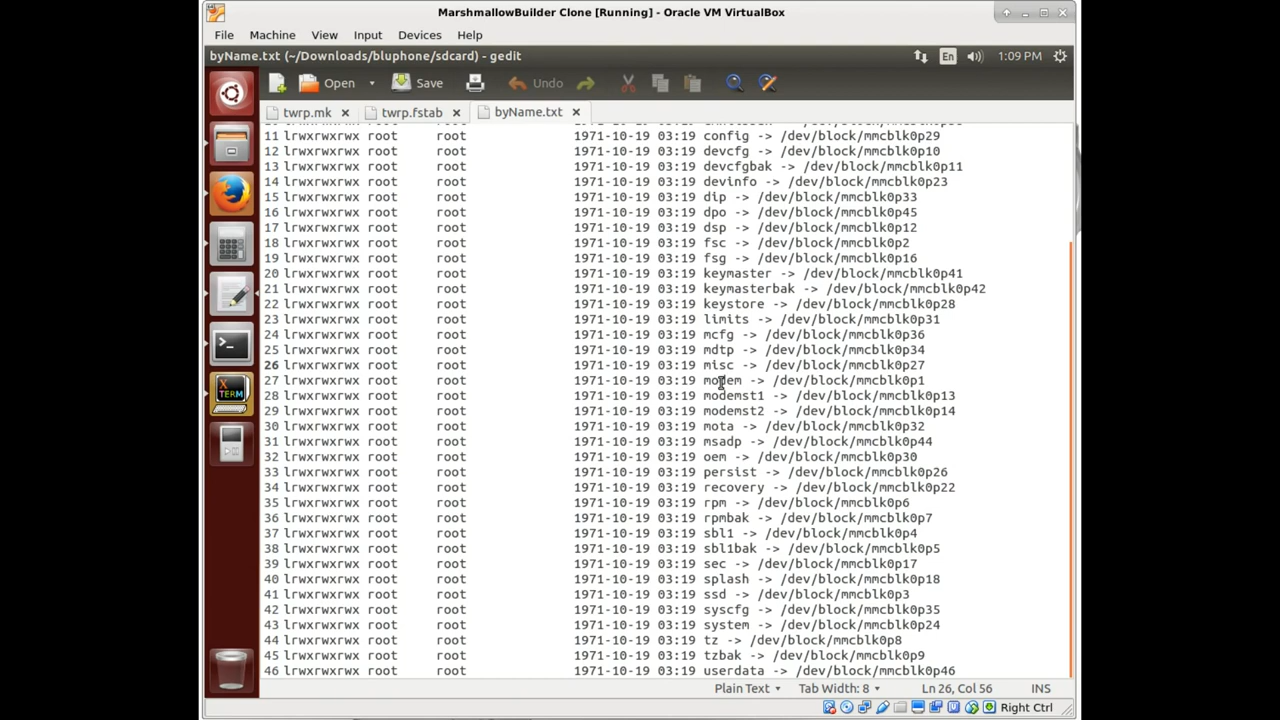 MarshmallowBuilder Clone [Running] - Oracle VM VirtualBox
File Machine View Input Devices Help
byName.txt (~/Downloads/bluphone/sdcard) - gedit En 1:09 PM
Open Save Undo
twrp.mk twrp.fstab byName.txt
11 lrwxrwxrwx root root 1971-10-19 03:19 config -> /dev/block/mmcblk0p29
12 lrwxrwxrwx root root 1971-10-19 03:19 devcfg -> /dev/block/mmcblk0p10
13 lrwxrwxrwx root root 1971-10-19 03:19 devcfgbak -> /dev/block/mmcblk0p11
14 lrwxrwxrwx root root 1971-10-19 03:19 devinfo -> /dev/block/mmcblk0p23
15 lrwxrwxrwx root root 1971-10-19 03:19 dip -> /dev/block/mmcblk0p33
16 lrwxrwxrwx root root 1971-10-19 03:19 dpo -> /dev/block/mmcblk0p45
17 lrwxrwxrwx root root 1971-10-19 03:19 dsp -> /dev/block/mmcblk0p12
18 lrwxrwxrwx root root 1971-10-19 03:19 fsc -> /dev/block/mmcblk0p2
19 lrwxrwxrwx root root 1971-10-19 03:19 fsg -> /dev/block/mmcblk0p16
20 lrwxrwxrwx root root 1971-10-19 03:19 keymaster -> /dev/block/mmcblk0p41
21 lrwxrwxrwx root root 1971-10-19 03:19 keymasterbak -> /dev/block/mmcblk0p42
22 lrwxrwxrwx root root 1971-10-19 03:19 keystore -> /dev/block/mmcblk0p28
23 lrwxrwxrwx root root 1971-10-19 03:19 limits -> /dev/block/mmcblk0p31
24 lrwxrwxrwx root root 1971-10-19 03:19 mcfg -> /dev/block/mmcblk0p36
25 lrwxrwxrwx root root 1971-10-19 03:19 mdtp -> /dev/block/mmcblk0p34
26 lrwxrwxrwx root root 1971-10-19 03:19 misc -> /dev/block/mmcblk0p27
27 lrwxrwxrwx root root 1971-10-19 03:19 modem -> /dev/block/mmcblk0p1
28 lrwxrwxrwx root root 1971-10-19 03:19 modemst1 -> /dev/block/mmcblk0p13
29 lrwxrwxrwx root root 1971-10-19 03:19 modemst2 -> /dev/block/mmcblk0p14
30 lrwxrwxrwx root root 1971-10-19 03:19 mota -> /dev/block/mmcblk0p32
31 lrwxrwxrwx root root 1971-10-19 03:19 msadp -> /dev/block/mmcblk0p44
32 lrwxrwxrwx root root 1971-10-19 03:19 oem -> /dev/block/mmcblk0p30
33 lrwxrwxrwx root root 1971-10-19 03:19 persist -> /dev/block/mmcblk0p26
34 lrwxrwxrwx root root 1971-10-19 03:19 recovery -> /dev/block/mmcblk0p22
35 lrwxrwxrwx root root 1971-10-19 03:19 rpm -> /dev/block/mmcblk0p6
36 lrwxrwxrwx root root 1971-10-19 03:19 rpmbak -> /dev/block/mmcblk0p7
37 lrwxrwxrwx root root 1971-10-19 03:19 sbl1 -> /dev/block/mmcblk0p4
38 lrwxrwxrwx root root 1971-10-19 03:19 sbl1bak -> /dev/block/mmcblk0p5
39 lrwxrwxrwx root root 1971-10-19 03:19 sec -> /dev/block/mmcblk0p17
40 lrwxrwxrwx root root 1971-10-19 03:19 splash -> /dev/block/mmcblk0p18
41 lrwxrwxrwx root root 1971-10-19 03:19 ssd -> /dev/block/mmcblk0p3
42 lrwxrwxrwx root root 1971-10-19 03:19 syscfg -> /dev/block/mmcblk0p35
43 lrwxrwxrwx root root 1971-10-19 03:19 system -> /dev/block/mmcblk0p24
44 lrwxrwxrwx root root 1971-10-19 03:19 tz -> /dev/block/mmcblk0p8
45 lrwxrwxrwx root root 1971-10-19 03:19 tzbak -> /dev/block/mmcblk0p9
46 lrwxrwxrwx root root 1971-10-19 03:19 userdata -> /dev/block/mmcblk0p46
Plain Text Tab Width: 8 Ln 26, Col 56 INS
Right Ctrl
X TERM